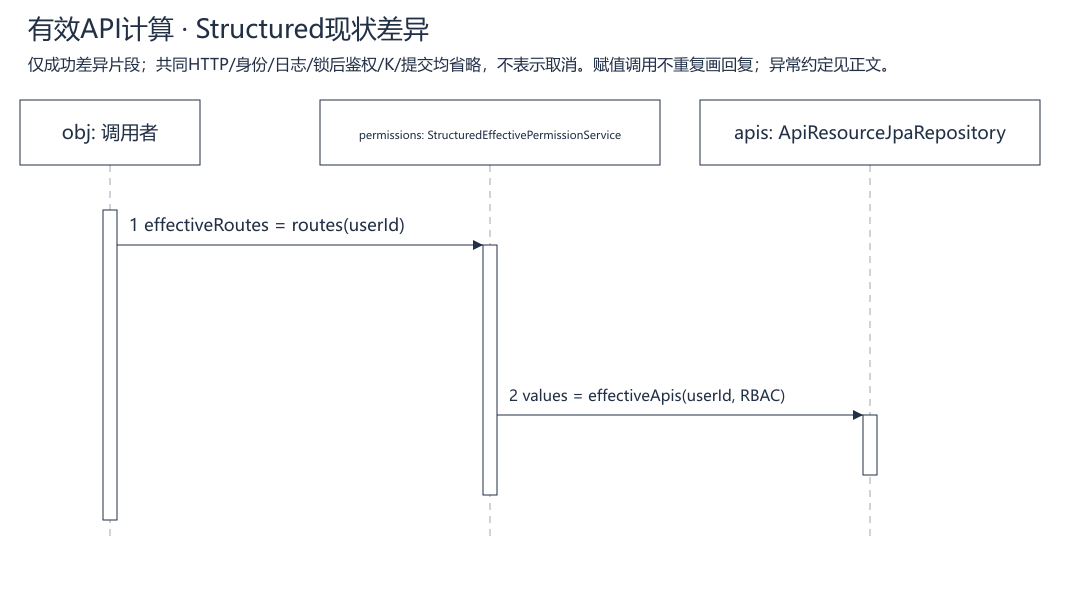 有效API计算 · Structured现状差异
仅成功差异片段；共同HTTP/身份/日志/锁后鉴权/K/提交均省略，不表示取消。赋值调用不重复画回复；异常约定见正文。
obj: 调用者
permissions: StructuredEffectivePermissionService
apis: ApiResourceJpaRepository
1 effectiveRoutes = routes(userId)
2 values = effectiveApis(userId, RBAC)